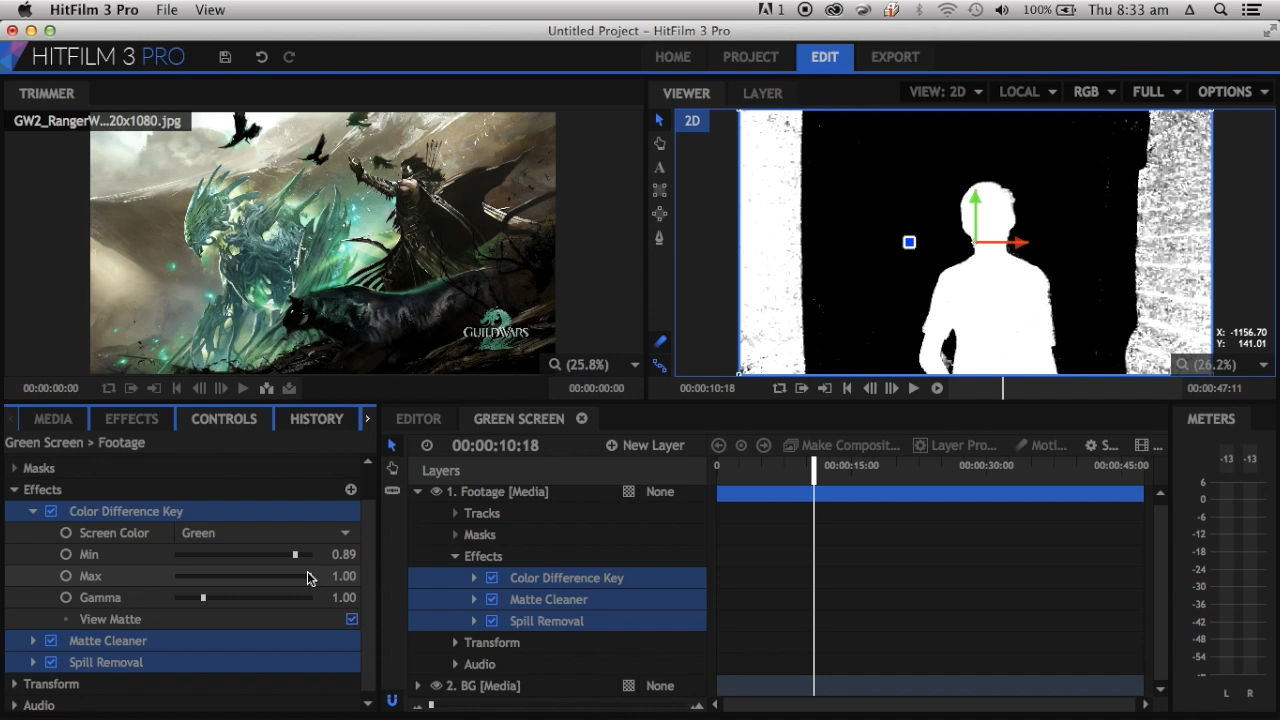 HitFilm 3 Pro File View 1 100% Thu 8:33 am
Untitled Project - HitFilm 3 Pro
HITFILM 3 PRO HOME PROJECT EDIT EXPORT
TRIMMER
GW2_RangerW...20x1080.jpg
GUILDWARS 2
(25.8%)
00:00:00:00 00:00:00:00
VIEWER LAYER VIEW: 2D LOCAL RGB FULL OPTIONS
2D
X: -1156.70
Y: 141.01
(26.2%)
00:00:10:18 00:00:47:11
MEDIA EFFECTS CONTROLS HISTORY
Green Screen > Footage
Masks
Effects
Color Difference Key
Screen Color Green
Min 0.89
Max 1.00
Gamma 1.00
View Matte
Matte Cleaner
Spill Removal
Transform
Audio
EDITOR GREEN SCREEN
00:00:10:18 New Layer Make Composit... Layer Pro... Moti... S... ...
Layers 0 00:00:15:00 00:00:30:00 00:00:45:00
1. Footage [Media] None
Tracks
Masks
Effects
Color Difference Key
Matte Cleaner
Spill Removal
Transform
Audio
2. BG [Media] None
METERS
-13 -13
6
0
-6
-12
-18
-24
-30
-36
-42
-48
-54
L R